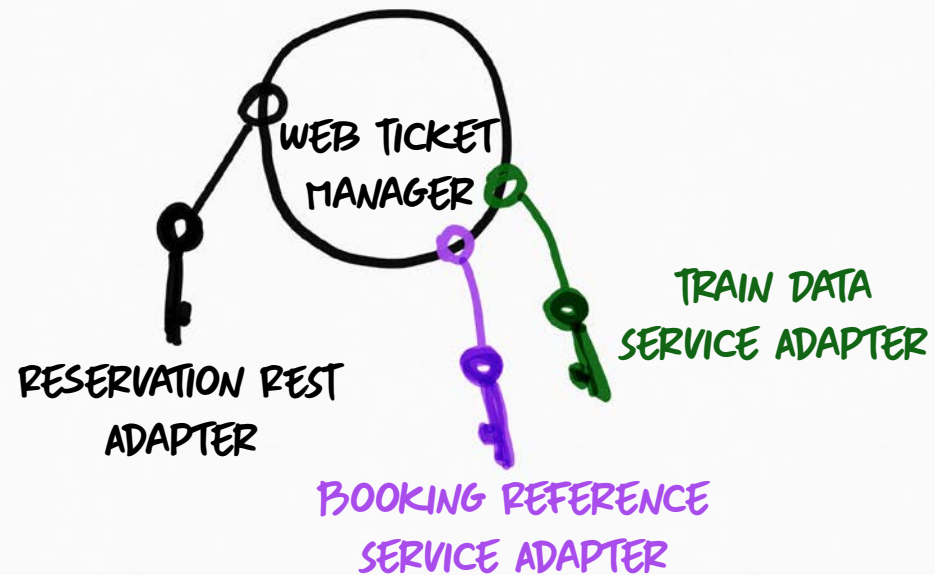 WEB TICKET
MANAGER
TRAIN DATA
SERVICE ADAPTER
RESERVATION REST
ADAPTER
BOOKING REFERENCE
SERVICE ADAPTER